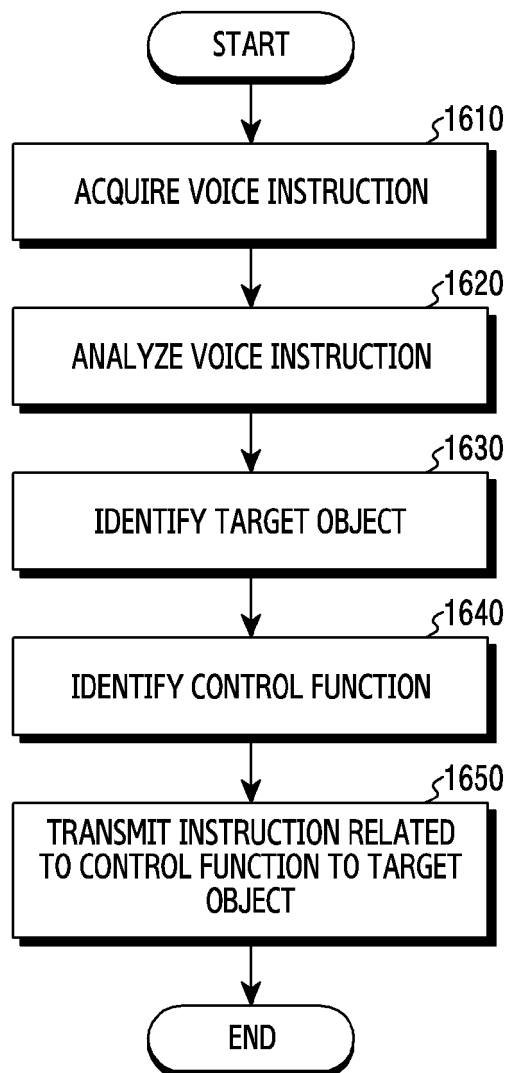 START
1610
ACQUIRE VOICE INSTRUCTION
1620
ANALYZE VOICE INSTRUCTION
1630
IDENTIFY TARGET OBJECT
1640
IDENTIFY CONTROL FUNCTION
1650
TRANSMIT INSTRUCTION RELATED
TO CONTROL FUNCTION TO TARGET
OBJECT
END